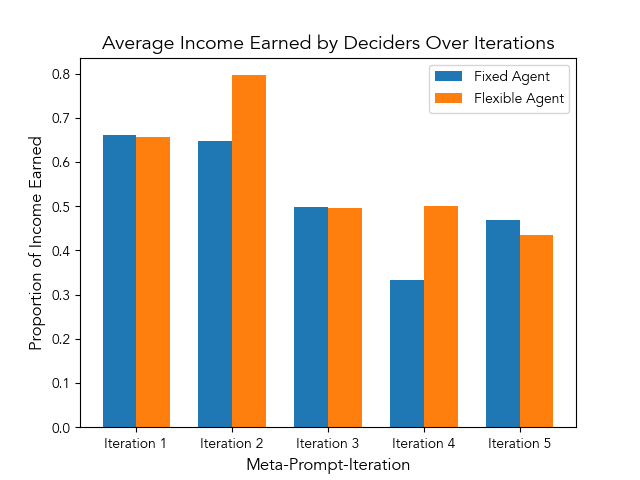 Average Income Earned by Deciders Over Iterations
Fixed Agent
Flexible Agent
Proportion of Income Earned
0.8
0.7
0.6
0.5
0.4
0.3
0.2
0.1
0.0
Iteration 1 Iteration 2 Iteration 3 Iteration 4 Iteration 5
Meta-Prompt-Iteration